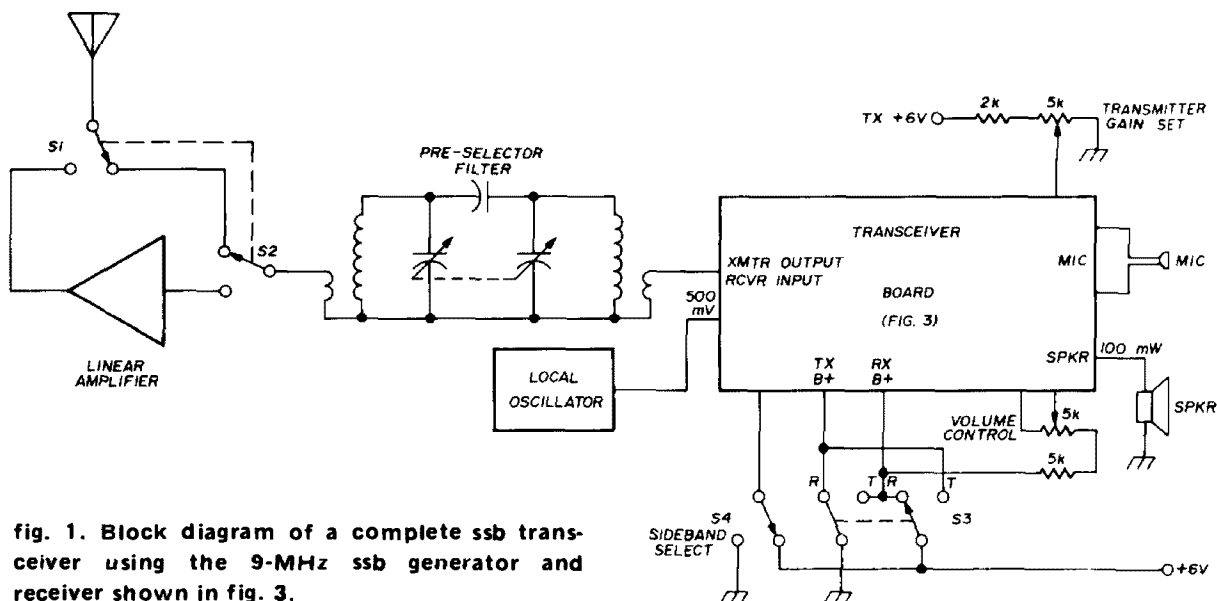 2k
5k
TRANSMITTER
GAIN SET
TX +6V
S1
PRE-SELECTOR
FILTER
S2
TRANSCEIVER
XMTR OUTPUT
RCVR INPUT
MIC
MIC
BOARD
(FIG. 3)
500
mV
LINEAR
AMPLIFIER
LOCAL
OSCILLATOR
TX
B+
RX
B+
SPKR
100 mW
SPKR
VOLUME
CONTROL
5k
5k
R
T
R
T
S4
SIDEBAND
SELECT
S3
+6V
fig. 1. Block diagram of a complete ssb trans-
ceiver using the 9-MHz ssb generator and
receiver shown in fig. 3.